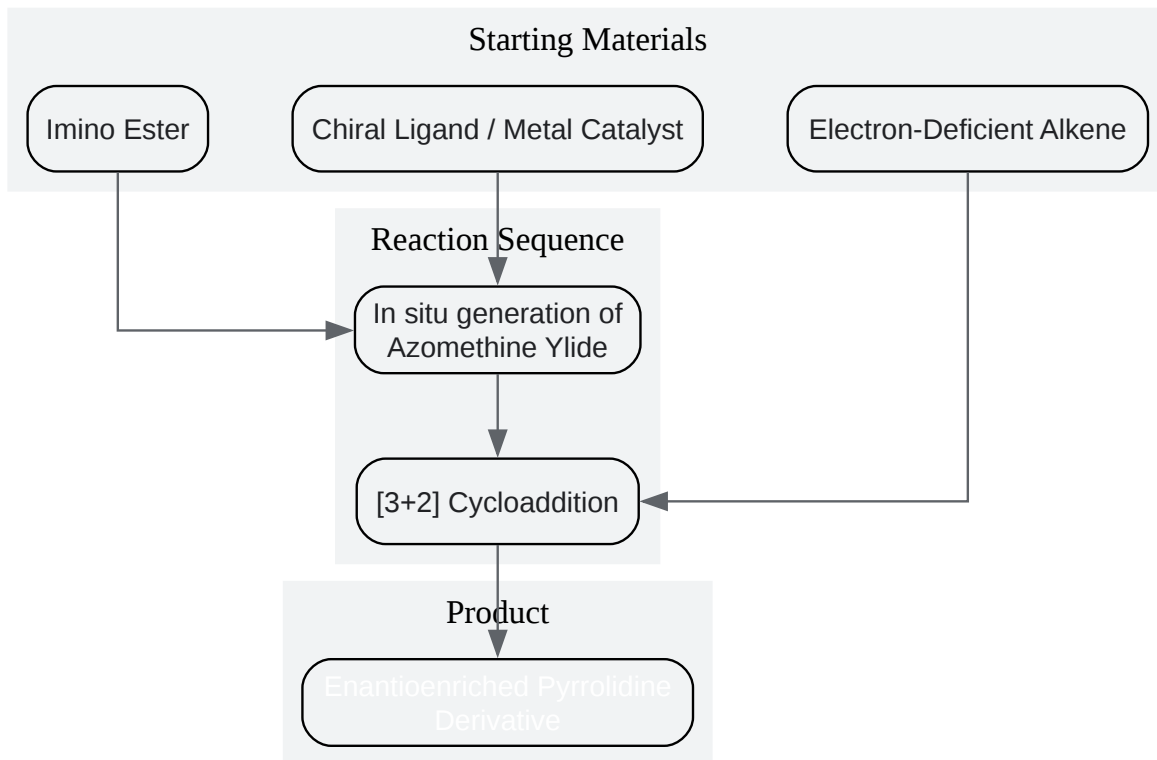 Starting Materials
Imino Ester
Chiral Ligand / Metal Catalyst
Electron-Deficient Alkene
Reaction Sequence
In situ generation of
Azomethine Ylide
[3+2] Cycloaddition
Product
Enantioenriched Pyrrolidine
Derivative